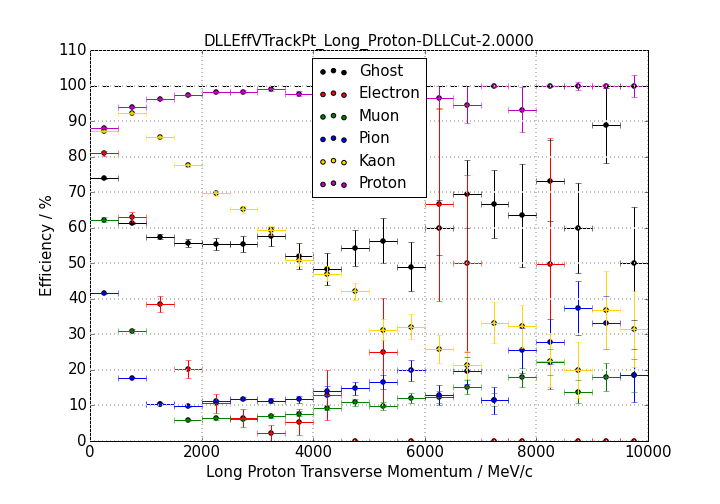 DLLEffVTrackPt_Long_Proton-DLLCut-2.0000
110
100
90
80
70
60
50
40
30
20
10
0
Efficiency / %
Ghost
Electron
Muon
Pion
Kaon
Proton
0 2000 4000 6000 8000 10000
Long Proton Transverse Momentum / MeV/c